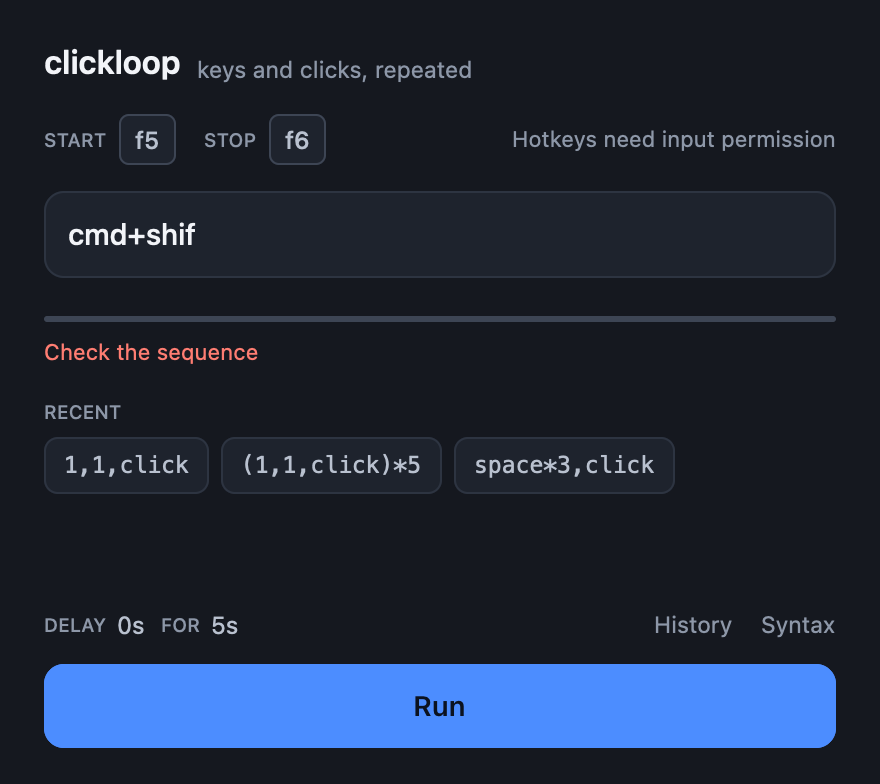 clickloop keys and clicks, repeated
START f5 STOP f6 Hotkeys need input permission
cmd+shif
Check the sequence
RECENT
1,1,click (1,1,click)*5 space*3,click
DELAY 0s FOR 5s History Syntax
Run